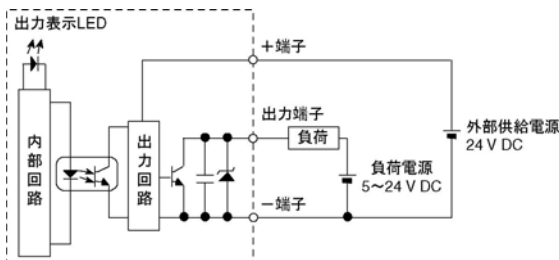 出力表示LED
+端子
出力端子
内部回路
出力回路
負荷
負荷電源
5～24 V DC
外部供給電源
24 V DC
－端子